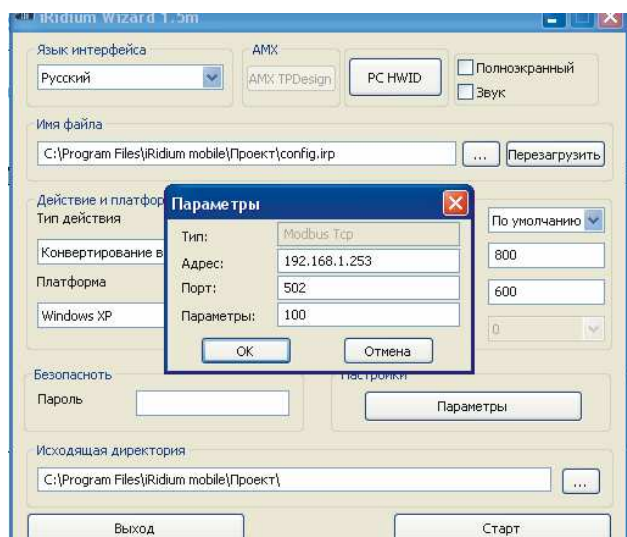 iRidium Wizard 1.5m
Язык интерфейса
AMX
Русский
AMX TPDesign
PC HWID
Полноэкранный
Звук
Имя файла
C:\Program Files\iRidium mobile\Проект\config.irp
...
Перезагрузить
Действие и платфор
Тип действия
По умолчанию
Конвертирование в
800
Платформа
600
Windows XP
0
Параметры
Тип:
Modbus Tcp
Адрес:
192.168.1.253
Порт:
502
Параметры:
100
OK
Отмена
Безопасноть
Настройки
Пароль
Параметры
Исходящая директория
C:\Program Files\iRidium mobile\Проект\
...
Выход
Старт